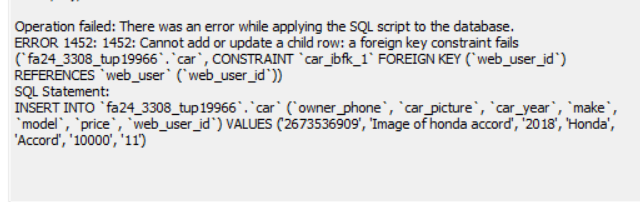 Operation failed: There was an error while applying the SQL script to the database.
ERROR 1452: 1452: Cannot add or update a child row: a foreign key constraint fails
(`fa24_3308_tup19966`.`car`, CONSTRAINT `car_ibfk_1` FOREIGN KEY (`web_user_id`)
REFERENCES `web_user` (`web_user_id`))
SQL Statement:
INSERT INTO `fa24_3308_tup19966`.`car` (`owner_phone`, `car_picture`, `car_year`, `make`,
`model`, `price`, `web_user_id`) VALUES ('2673536909', 'Image of honda accord', '2018', 'Honda',
'Accord', '10000', '11')